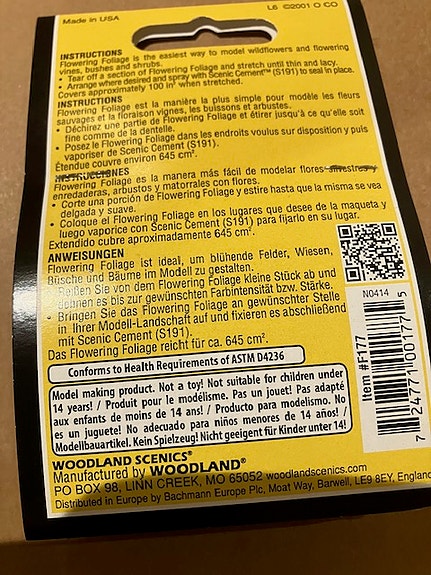 Made in USA
L6 ©2001 O CO
INSTRUCTIONS
Flowering Foliage is the easiest way to model wildflowers and flowering
vines, bushes and shrubs.
• Tear off a section of Flowering Foliage and stretch until thin and lacy.
• Arrange where desired and spray with Scenic Cement™ (S191) to seal in place.
Covers approximately 100 in² when stretched.
INSTRUCTIONS
Flowering Foliage est la manière la plus simple pour modèle les fleurs
sauvages et la floraison vignes, les buissons et arbustes.
• Déchirez une partie de Flowering Foliage et étirer jusqu'à ce qu'elle soit
fine comme de la dentelle.
• Posez le Flowering Foliage dans les endroits voulus sur disposition y puis
vaporiser de Scenic Cement (S191).
Étendue couvre environ 645 cm².
INSTRUCCIONES
Flowering Foliage es la manera más fácil de modelar flores silvestres y
enredaderas, arbustos y matorrales con flores.
• Corte una porción de Flowering Foliage y estire hasta que la misma se vea
delgada y suave.
• Coloque el Flowering Foliage en los lugares que desee de la maqueta y
luego vaporice con Scenic Cement (S191) para fijarlo en su lugar.
Extendido cubre aproximadamente 645 cm².
ANWEISUNGEN
Flowering Foliage ist ideal, um blühende Felder, Wiesen,
Büsche und Bäume im Modell zu gestalten.
• Reißen Sie von dem Flowering Foliage kleine Stück ab und
dehnen es bis zur gewünschten Farbintensität bzw. Stärke.
• Bringen Sie das Flowering Foliage an gewünschter Stelle
in Ihrer Modell-Landschaft auf und fixieren es abschließend
mit Scenic Cement (S191).
Das Flowering Foliage reicht für ca. 645 cm².
N0414
Item #F177
7 24771 00177 5
Conforms to Health Requirements of ASTM D4236
Model making product. Not a toy! Not suitable for children under
14 years! / Produit pour le modélisme. Pas un jouet! Pas adapté
aux enfants de moins de 14 ans! / Producto para modelismo. No
es un juguete! No adecuado para niños menores de 14 años! /
Modellbauartikel. Kein Spielzeug! Nicht geeignet für Kinder unter 14!
WOODLAND SCENICS®
Manufactured by WOODLAND®
PO BOX 98, LINN CREEK, MO 65052 woodlandscenics.com
Distributed in Europe by Bachmann Europe Plc, Moat Way, Barwell, LE9 8EY, England